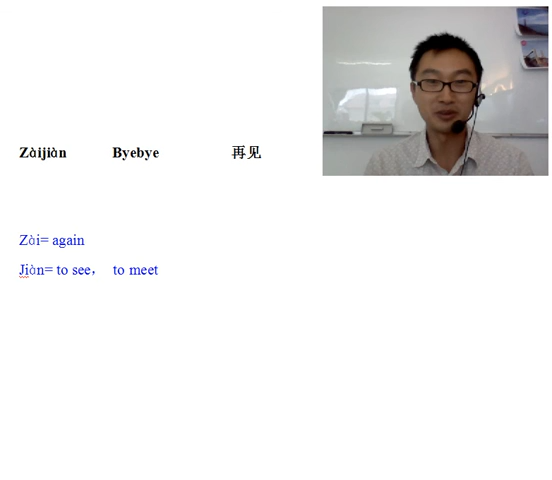 Zàijiàn Byebye 再见
Zài= again
Jiàn= to see， to meet